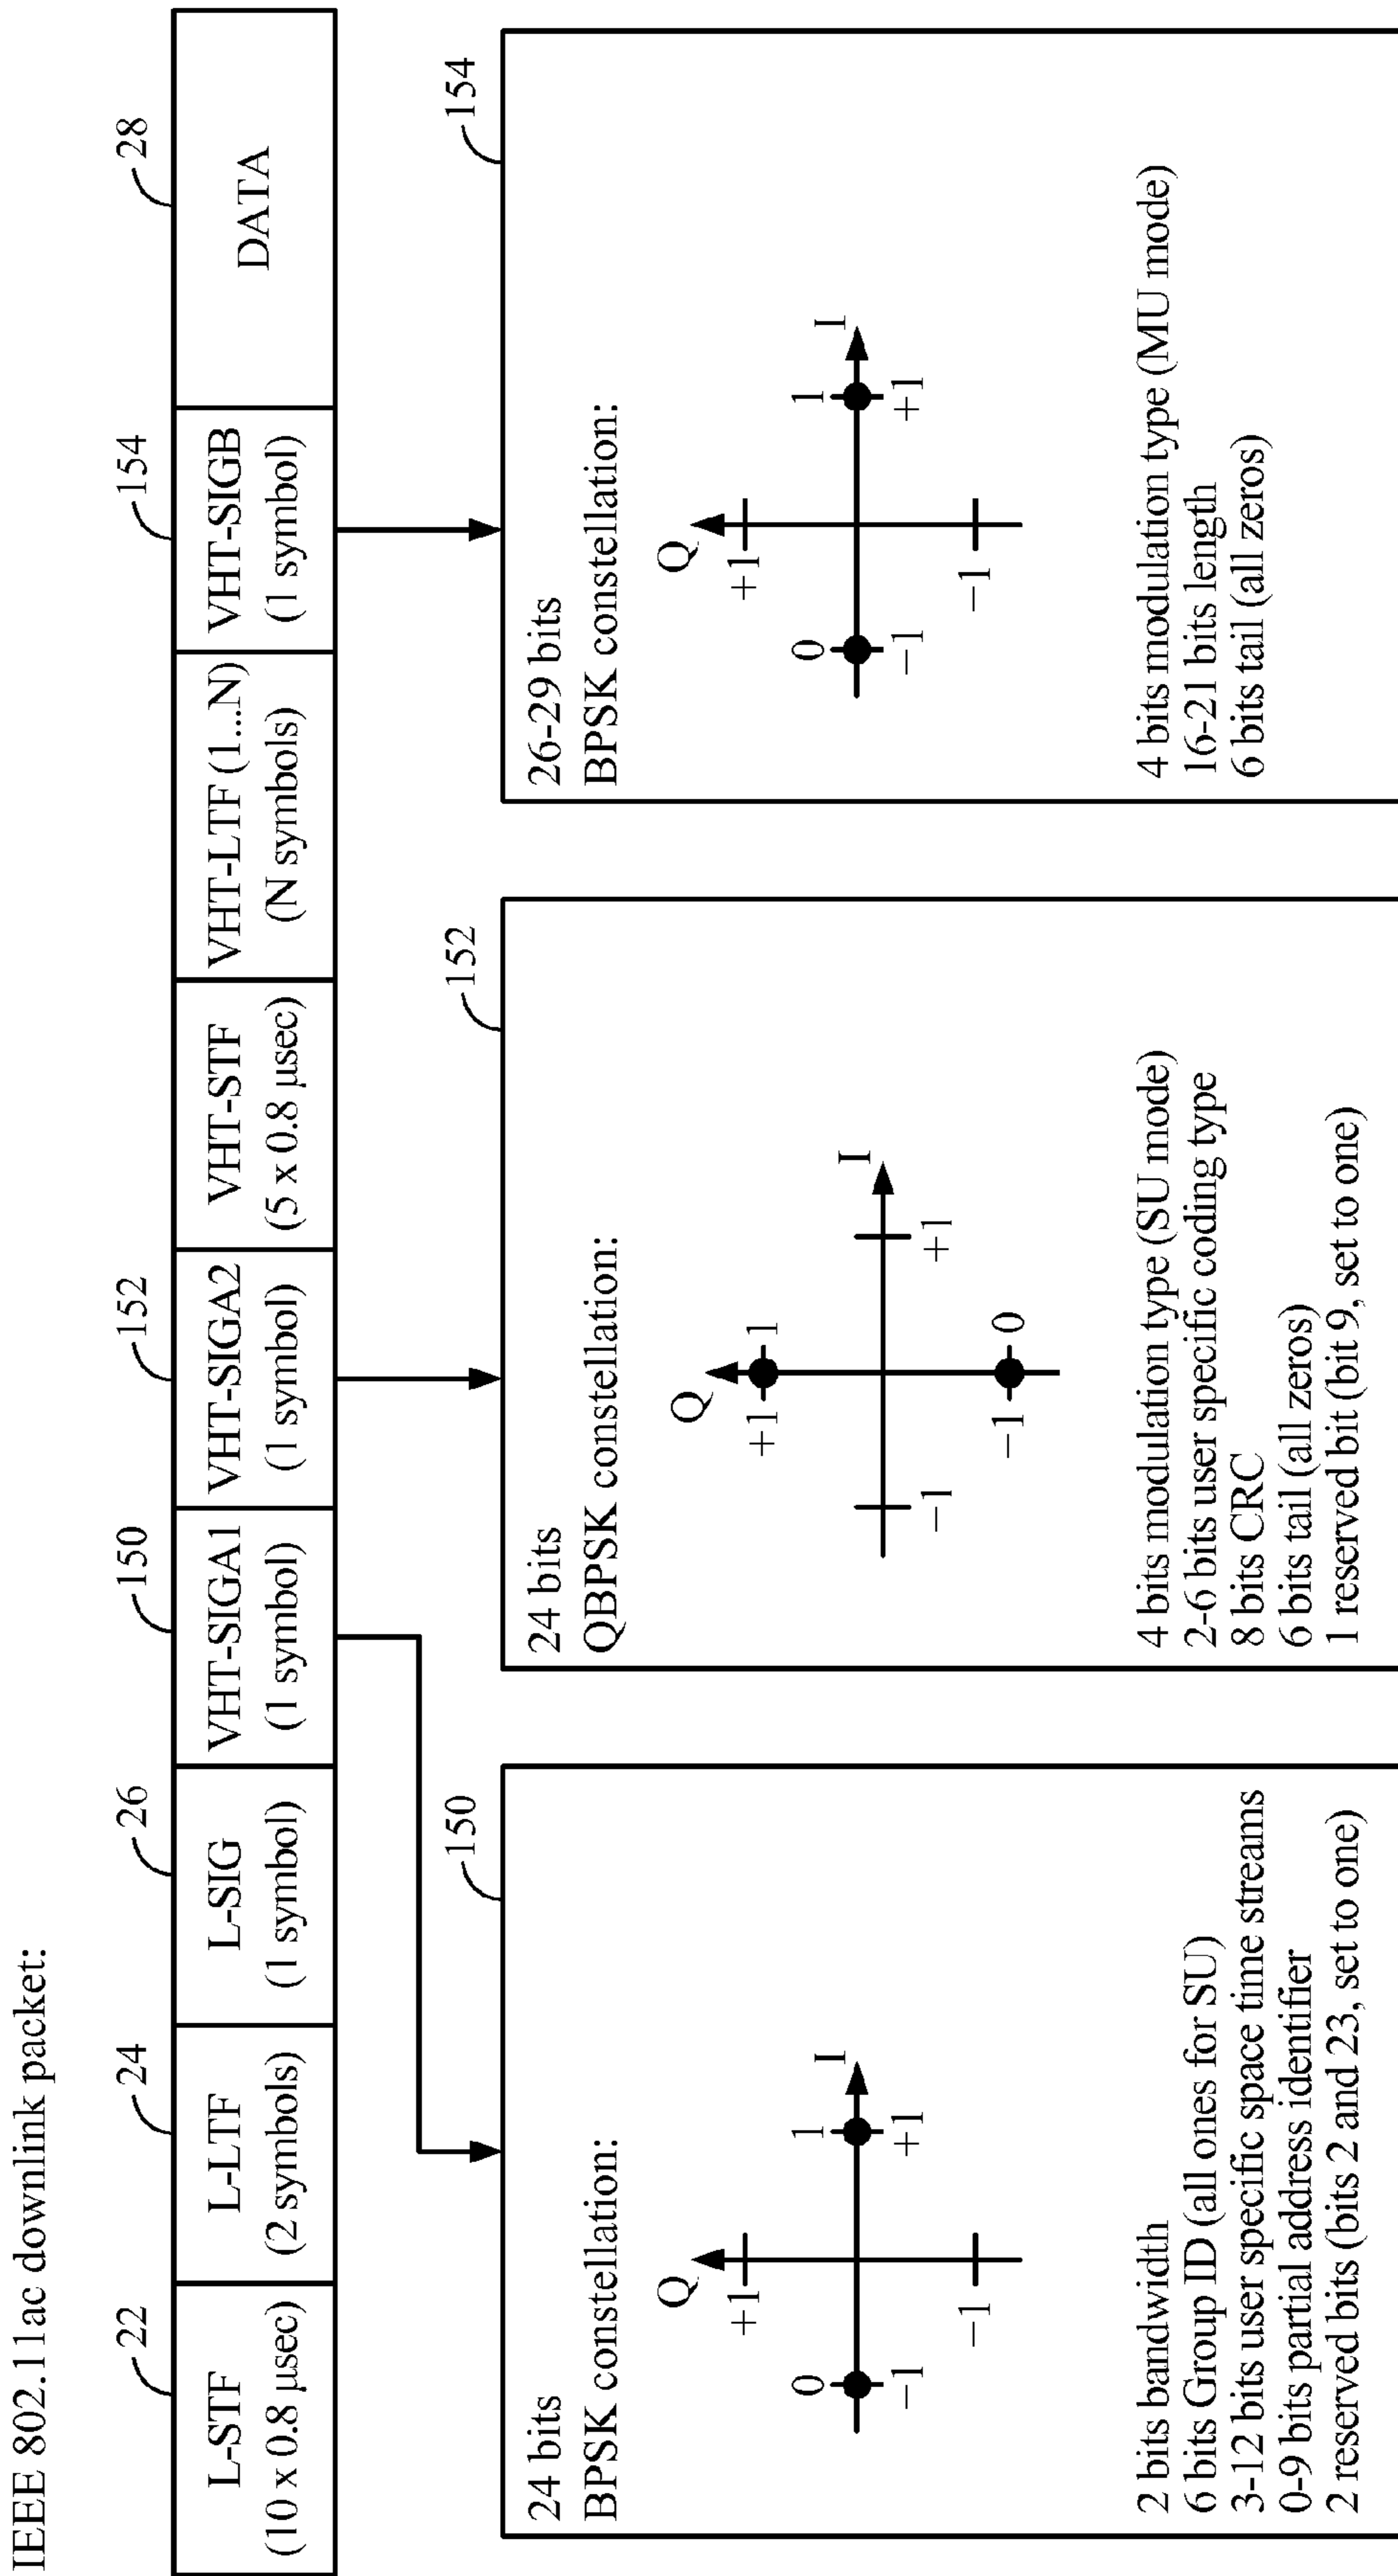 IEEE 802.11ac downlink packet:
22
24
26
150
152
154
28
L-STF
(10 x 0.8 μsec)
L-LTF
(2 symbols)
L-SIG
(1 symbol)
VHT-SIGA1
(1 symbol)
VHT-SIGA2
(1 symbol)
VHT-STF
(5 x 0.8 μsec)
VHT-LTF (1...N)
(N symbols)
VHT-SIGB
(1 symbol)
DATA
150
24 bits
BPSK constellation:
Q
+1
I
0
1
−1
+1
−1
2 bits bandwidth
6 bits Group ID (all ones for SU)
3-12 bits user specific space time streams
0-9 bits partial address identifier
2 reserved bits (bits 2 and 23, set to one)
152
24 bits
QBPSK constellation:
Q
+1
1
I
−1
+1
−1
0
4 bits modulation type (SU mode)
2-6 bits user specific coding type
8 bits CRC
6 bits tail (all zeros)
1 reserved bit (bit 9, set to one)
154
26-29 bits
BPSK constellation:
Q
+1
I
0
1
−1
+1
−1
4 bits modulation type (MU mode)
16-21 bits length
6 bits tail (all zeros)